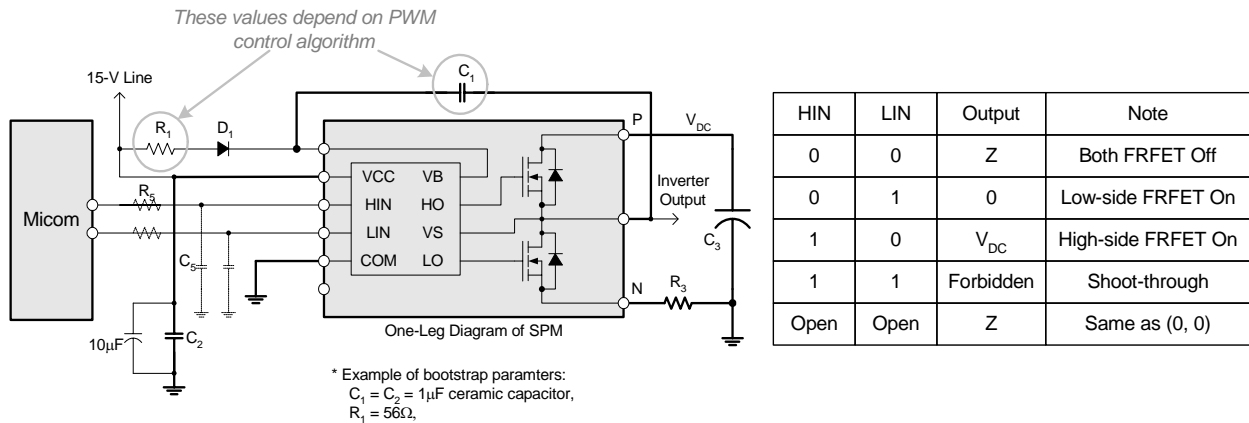 These values depend on PWM
control algorithm
15-V Line
R1
D1
C1
P
VDC
Micom
R5
C5
VCC
VB
HIN
HO
LIN
VS
COM
LO
Inverter
Output
C3
N
R3
10μF
C2
One-Leg Diagram of SPM
* Example of bootstrap paramters:
C1 = C2 = 1μF ceramic capacitor,
R1 = 56Ω,
HIN LIN Output Note
0 0 Z Both FRFET Off
0 1 0 Low-side FRFET On
1 0 VDC High-side FRFET On
1 1 Forbidden Shoot-through
Open Open Z Same as (0, 0)